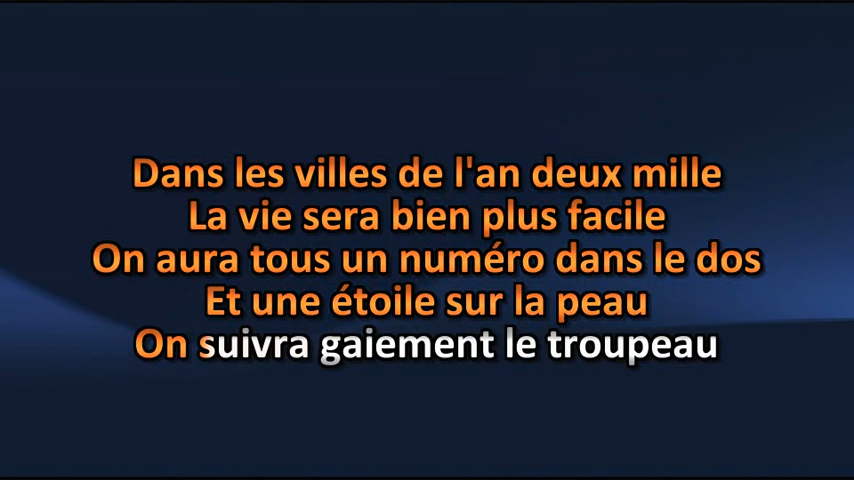 Dans les villes de l'an deux mille
La vie sera bien plus facile
On aura tous un numéro dans le dos
Et une étoile sur la peau
On suivra gaiement le troupeau